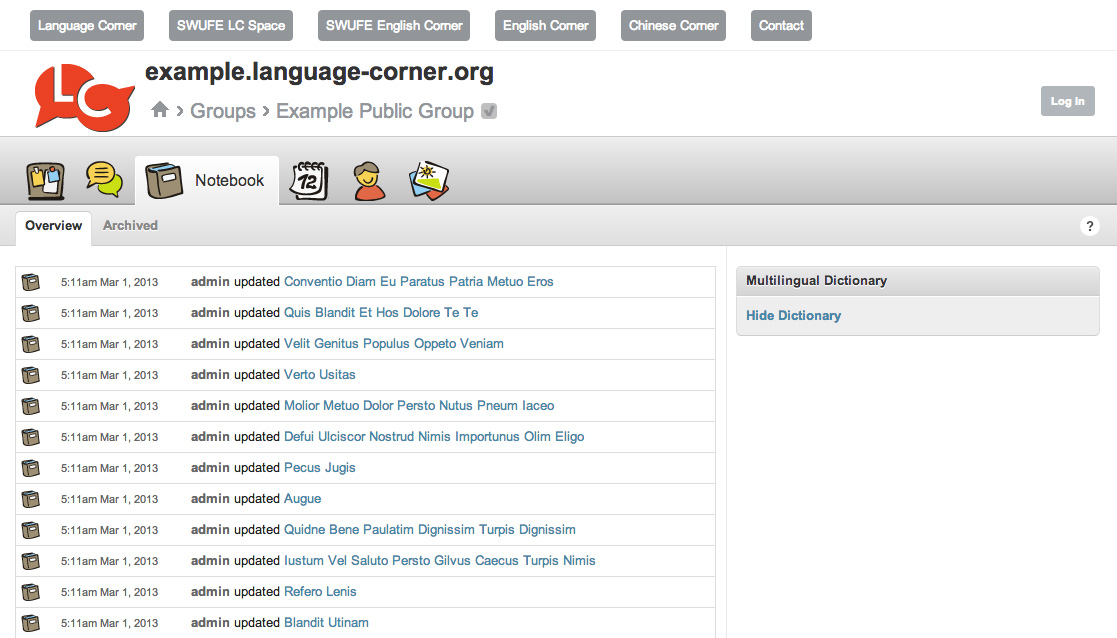 Language Corner SWUFE LC Space SWUFE English Corner English Corner Chinese Corner Contact
LC
example.language-corner.org
Groups > Example Public Group
Log In
12
Notebook
Overview Archived ?
5:11am Mar 1, 2013 admin updated Conventio Diam Eu Paratus Patria Metuo Eros
5:11am Mar 1, 2013 admin updated Quis Blandit Et Hos Dolore Te Te
5:11am Mar 1, 2013 admin updated Velit Genitus Populus Oppeto Veniam
5:11am Mar 1, 2013 admin updated Verto Usitas
5:11am Mar 1, 2013 admin updated Molior Metuo Dolor Persto Nutus Pneum Iaceo
5:11am Mar 1, 2013 admin updated Defui Ulciscor Nostrud Nimis Importunus Olim Eligo
5:11am Mar 1, 2013 admin updated Pecus Jugis
5:11am Mar 1, 2013 admin updated Augue
5:11am Mar 1, 2013 admin updated Quidne Bene Paulatim Dignissim Turpis Dignissim
5:11am Mar 1, 2013 admin updated Iustum Vel Saluto Persto Gilvus Caecus Turpis Nimis
5:11am Mar 1, 2013 admin updated Refero Lenis
5:11am Mar 1, 2013 admin updated Blandit Utinam
Multilingual Dictionary
Hide Dictionary